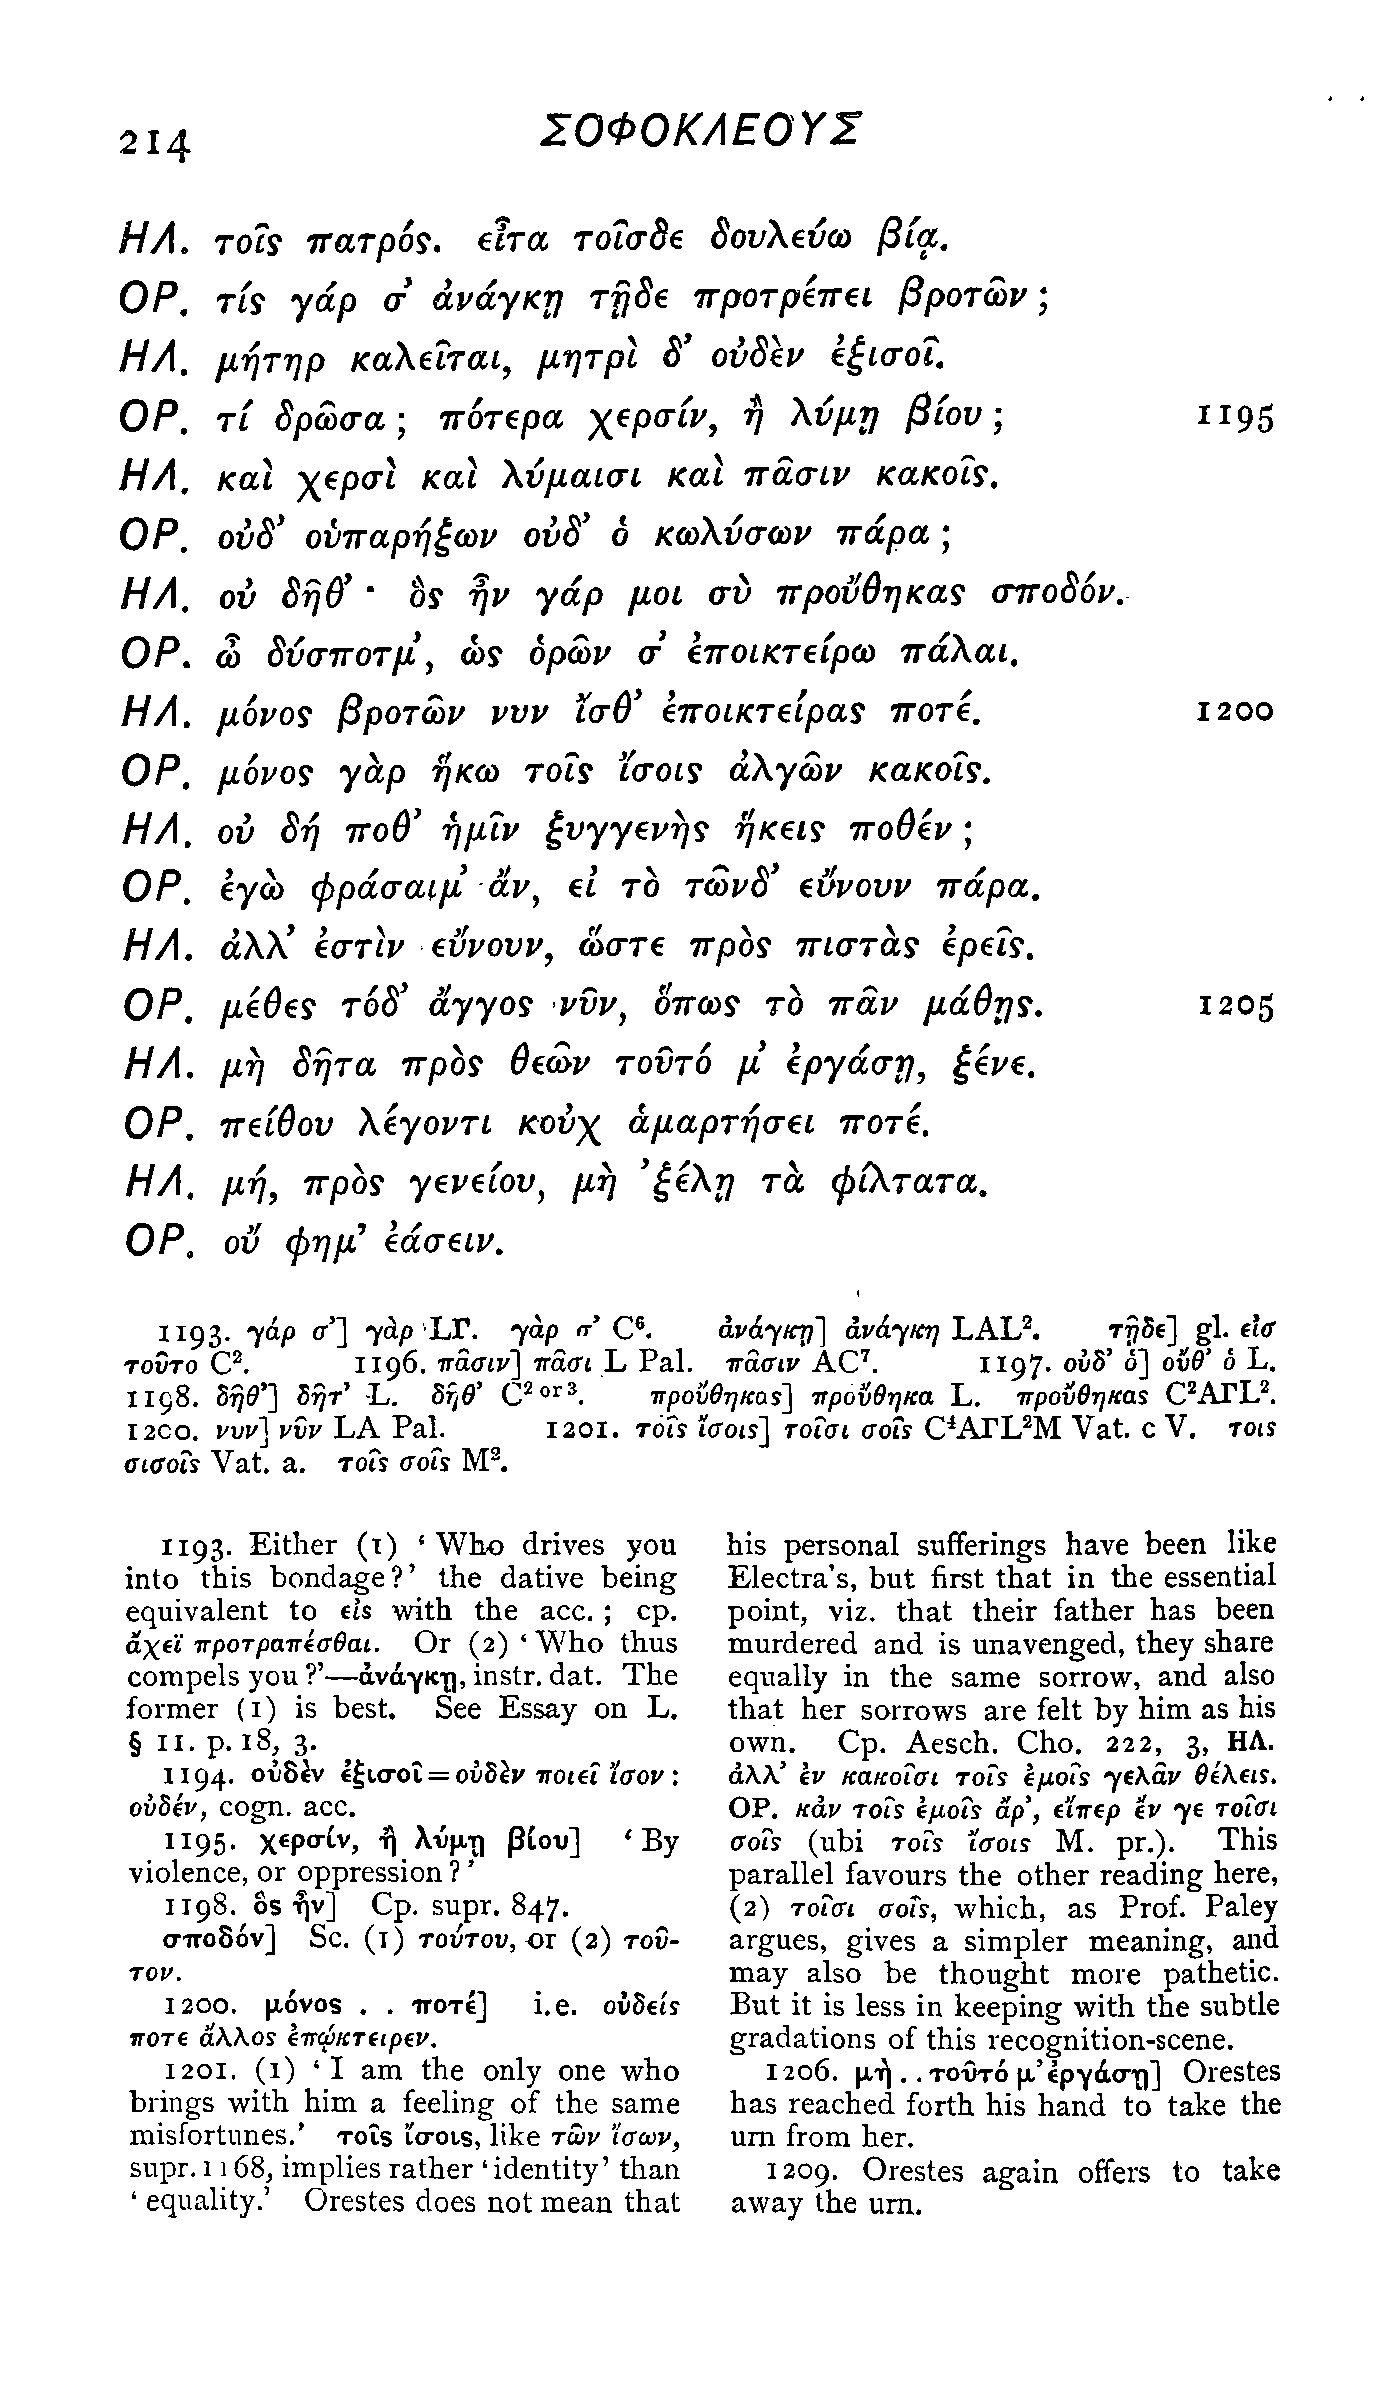 214
ΣΟΦΟΚΛΕΟΥΣ
ΗΛ. τοῖς πατρός. εἶτα τοῖσδε δουλεύω βίᾳ.
ΟΡ. τίς γάρ σ’ ἀνάγκῃ τῇδε προτρέπει βροτῶν ;
ΗΛ. μήτηρ καλεῖται, μητρὶ δ’ οὐδὲν ἐξισοῖ.
ΟΡ. τί δρῶσα ; πότερα χερσίν, ἢ λύμῃ βίου ; 1195
ΗΛ. καὶ χερσὶ καὶ λύμαισι καὶ πᾶσιν κακοῖς.
ΟΡ. οὐδ’ οὑπαρήξων οὐδ’ ὁ κωλύσων πάρα ;
ΗΛ. οὐ δῆθ’ · ὃς ἦν γάρ μοι σὺ προὔθηκας σποδόν.
ΟΡ. ὦ δύσποτμ’, ὡς ὁρῶν σ’ ἐποικτείρω πάλαι.
ΗΛ. μόνος βροτῶν νυν ἴσθ’ ἐποικτείρας ποτέ. 1200
ΟΡ. μόνος γὰρ ἥκω τοῖς ἴσοις ἀλγῶν κακοῖς.
ΗΛ. οὐ δή ποθ’ ἡμῖν ξυγγενὴς ἥκεις ποθέν ;
ΟΡ. ἐγὼ φράσαιμ’ ἄν, εἰ τὸ τῶνδ’ εὔνουν πάρα.
ΗΛ. ἀλλ’ ἐστὶν εὔνουν, ὥστε πρὸς πιστὰς ἐρεῖς.
ΟΡ. μέθες τόδ’ ἄγγος νῦν, ὅπως τὸ πᾶν μάθῃς. 1205
ΗΛ. μὴ δῆτα πρὸς θεῶν τοῦτό μ’ ἐργάσῃ, ξένε.
ΟΡ. πείθου λέγοντι κοὐχ ἁμαρτήσει ποτέ.
ΗΛ. μή, πρὸς γενείου, μὴ ’ξέλῃ τὰ φίλτατα.
ΟΡ. οὔ φημ’ ἐάσειν.
1193. γάρ σ’] γὰρ LΓ. γὰρ σ’ C⁶. ἀνάγκῃ] ἀνάγκη LAL². τῇδε] gl. εἰσ
τοῦτο C². 1196. πᾶσιν] πᾶσι L Pal. πᾶσιν AC⁷. 1197. οὐδ’ ὁ] οὔθ’ ὁ L.
1198. δῆθ’] δῆτ’ L. δῆθ’ C² or ³. προὔθηκας] προὔθηκα L. προὔθηκας C²AΓL².
1200. νυν] νῦν LA Pal. 1201. τοῖς ἴσοις] τοῖσι σοῖς C⁴AΓL²M Vat. c V. τοις
σισοῖς Vat. a. τοῖς σοῖς M².
1193. Either (1) ‘Who drives you
into this bondage?’ the dative being
equivalent to εἰς with the acc.; cp.
ἄχεϊ προτραπέσθαι. Or (2) ‘Who thus
compels you?’—ἀνάγκῃ, instr. dat. The
former (1) is best. See Essay on L.
§ 11. p. 18, 3.
1194. οὐδὲν ἐξισοῖ = οὐδὲν ποιεῖ ἴσον :
οὐδέν, cogn. acc.
1195. χερσίν, ἢ λύμῃ βίου] ‘By
violence, or oppression?’
1198. ὃς ἦν] Cp. supr. 847.
σποδόν] Sc. (1) τούτου, or (2) τοῦ-
τον.
1200. μόνος . . ποτέ] i.e. οὐδείς
ποτε ἄλλος ἐπῴκτειρεν.
1201. (1) ‘I am the only one who
brings with him a feeling of the same
misfortunes.’ τοῖς ἴσοις, like τῶν ἴσων,
supr. 1168, implies rather ‘identity’ than
‘equality.’ Orestes does not mean that
his personal sufferings have been like
Electra’s, but first that in the essential
point, viz. that their father has been
murdered and is unavenged, they share
equally in the same sorrow, and also
that her sorrows are felt by him as his
own. Cp. Aesch. Cho. 222, 3, ΗΛ.
ἀλλ’ ἐν κακοῖσι τοῖς ἐμοῖς γελᾶν θέλεις.
ΟΡ. κἀν τοῖς ἐμοῖς ἄρ’, εἴπερ ἔν γε τοῖσι
σοῖς (ubi τοῖς ἴσοις M. pr.). This
parallel favours the other reading here,
(2) τοῖσι σοῖς, which, as Prof. Paley
argues, gives a simpler meaning, and
may also be thought more pathetic.
But it is less in keeping with the subtle
gradations of this recognition-scene.
1206. μὴ . . τοῦτό μ’ ἐργάσῃ] Orestes
has reached forth his hand to take the
urn from her.
1209. Orestes again offers to take
away the urn.